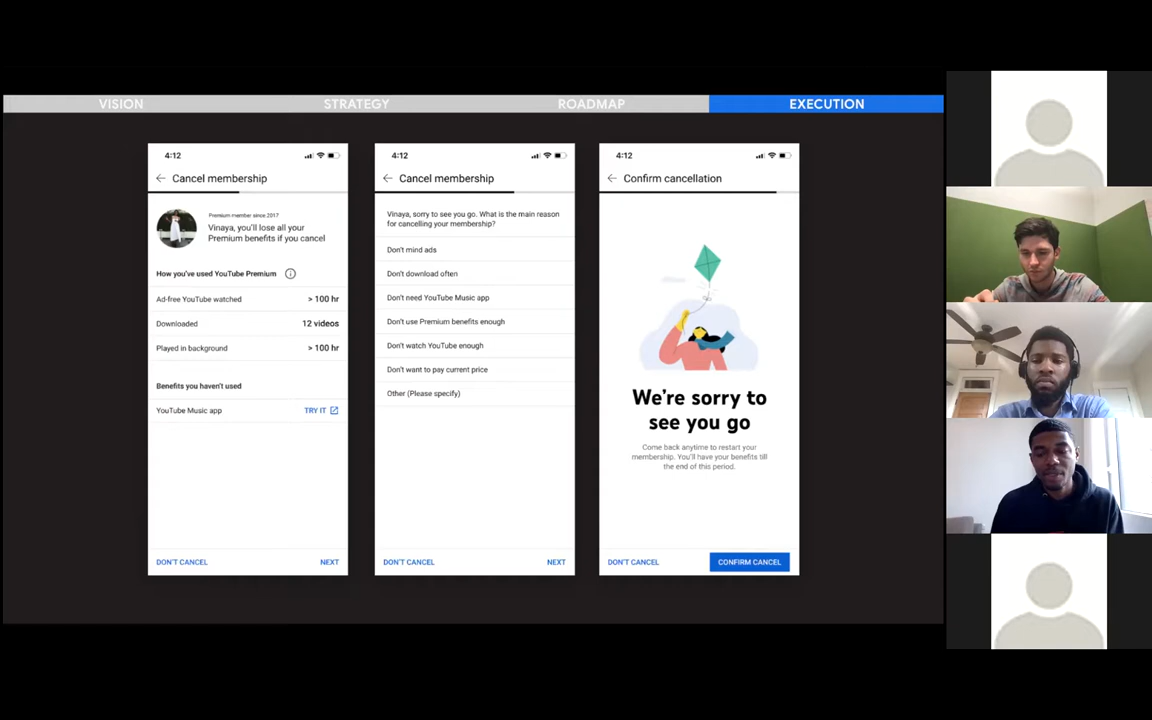 VISION STRATEGY ROADMAP EXECUTION
4:12
Cancel membership
Premium member since 2017
Vinaya, you'll lose all your
Premium benefits if you cancel
How you've used YouTube Premium
Ad-free YouTube watched > 100 hr
Downloaded 12 videos
Played in background > 100 hr
Benefits you haven't used
YouTube Music app TRY IT
DON'T CANCEL NEXT
4:12
Cancel membership
Vinaya, sorry to see you go. What is the main reason
for cancelling your membership?
Don't mind ads
Don't download often
Don't need YouTube Music app
Don't use Premium benefits enough
Don't watch YouTube enough
Don't want to pay current price
Other (Please specify)
DON'T CANCEL NEXT
4:12
Confirm cancellation
We're sorry to
see you go
Come back anytime to restart your
membership. You'll have your benefits till
the end of this period.
DON'T CANCEL CONFIRM CANCEL